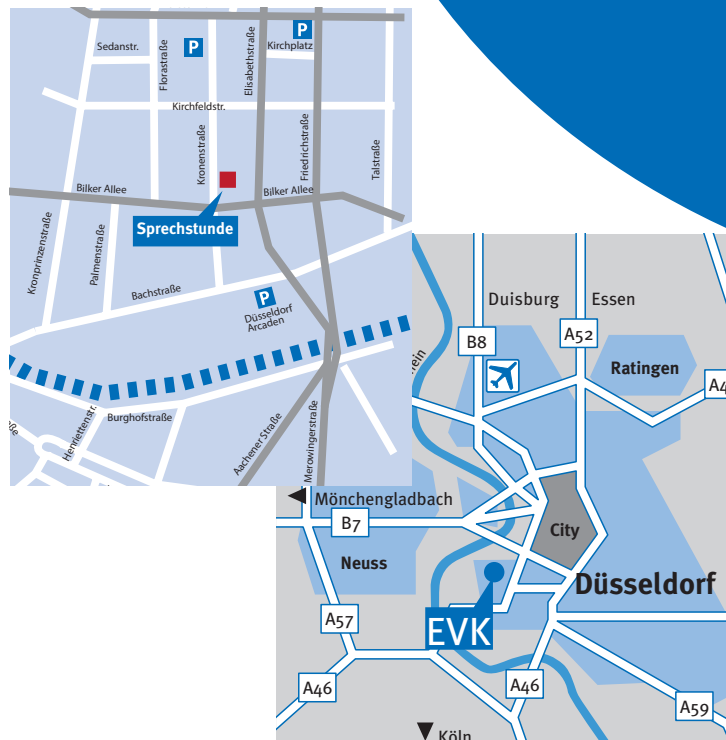 P
P
Sedanstr.
Kirchplatz
Florastraße
Elisabethstraße
Kirchfeldstr.
Kronenstraße
Friedrichstraße
Talstraße
Bilker Allee
Bilker Allee
Sprechstunde
Kronprinzenstraße
Palmenstraße
Bachstraße
P
Düsseldorf
Arcaden
Henriettenstr.
Burghofstraße
Aachener Straße
Merowingerstraße
Duisburg
Essen
B8
A52
Ratingen
Mönchengladbach
B7
City
Neuss
Düsseldorf
EVK
A57
A46
A46
A59
Köln